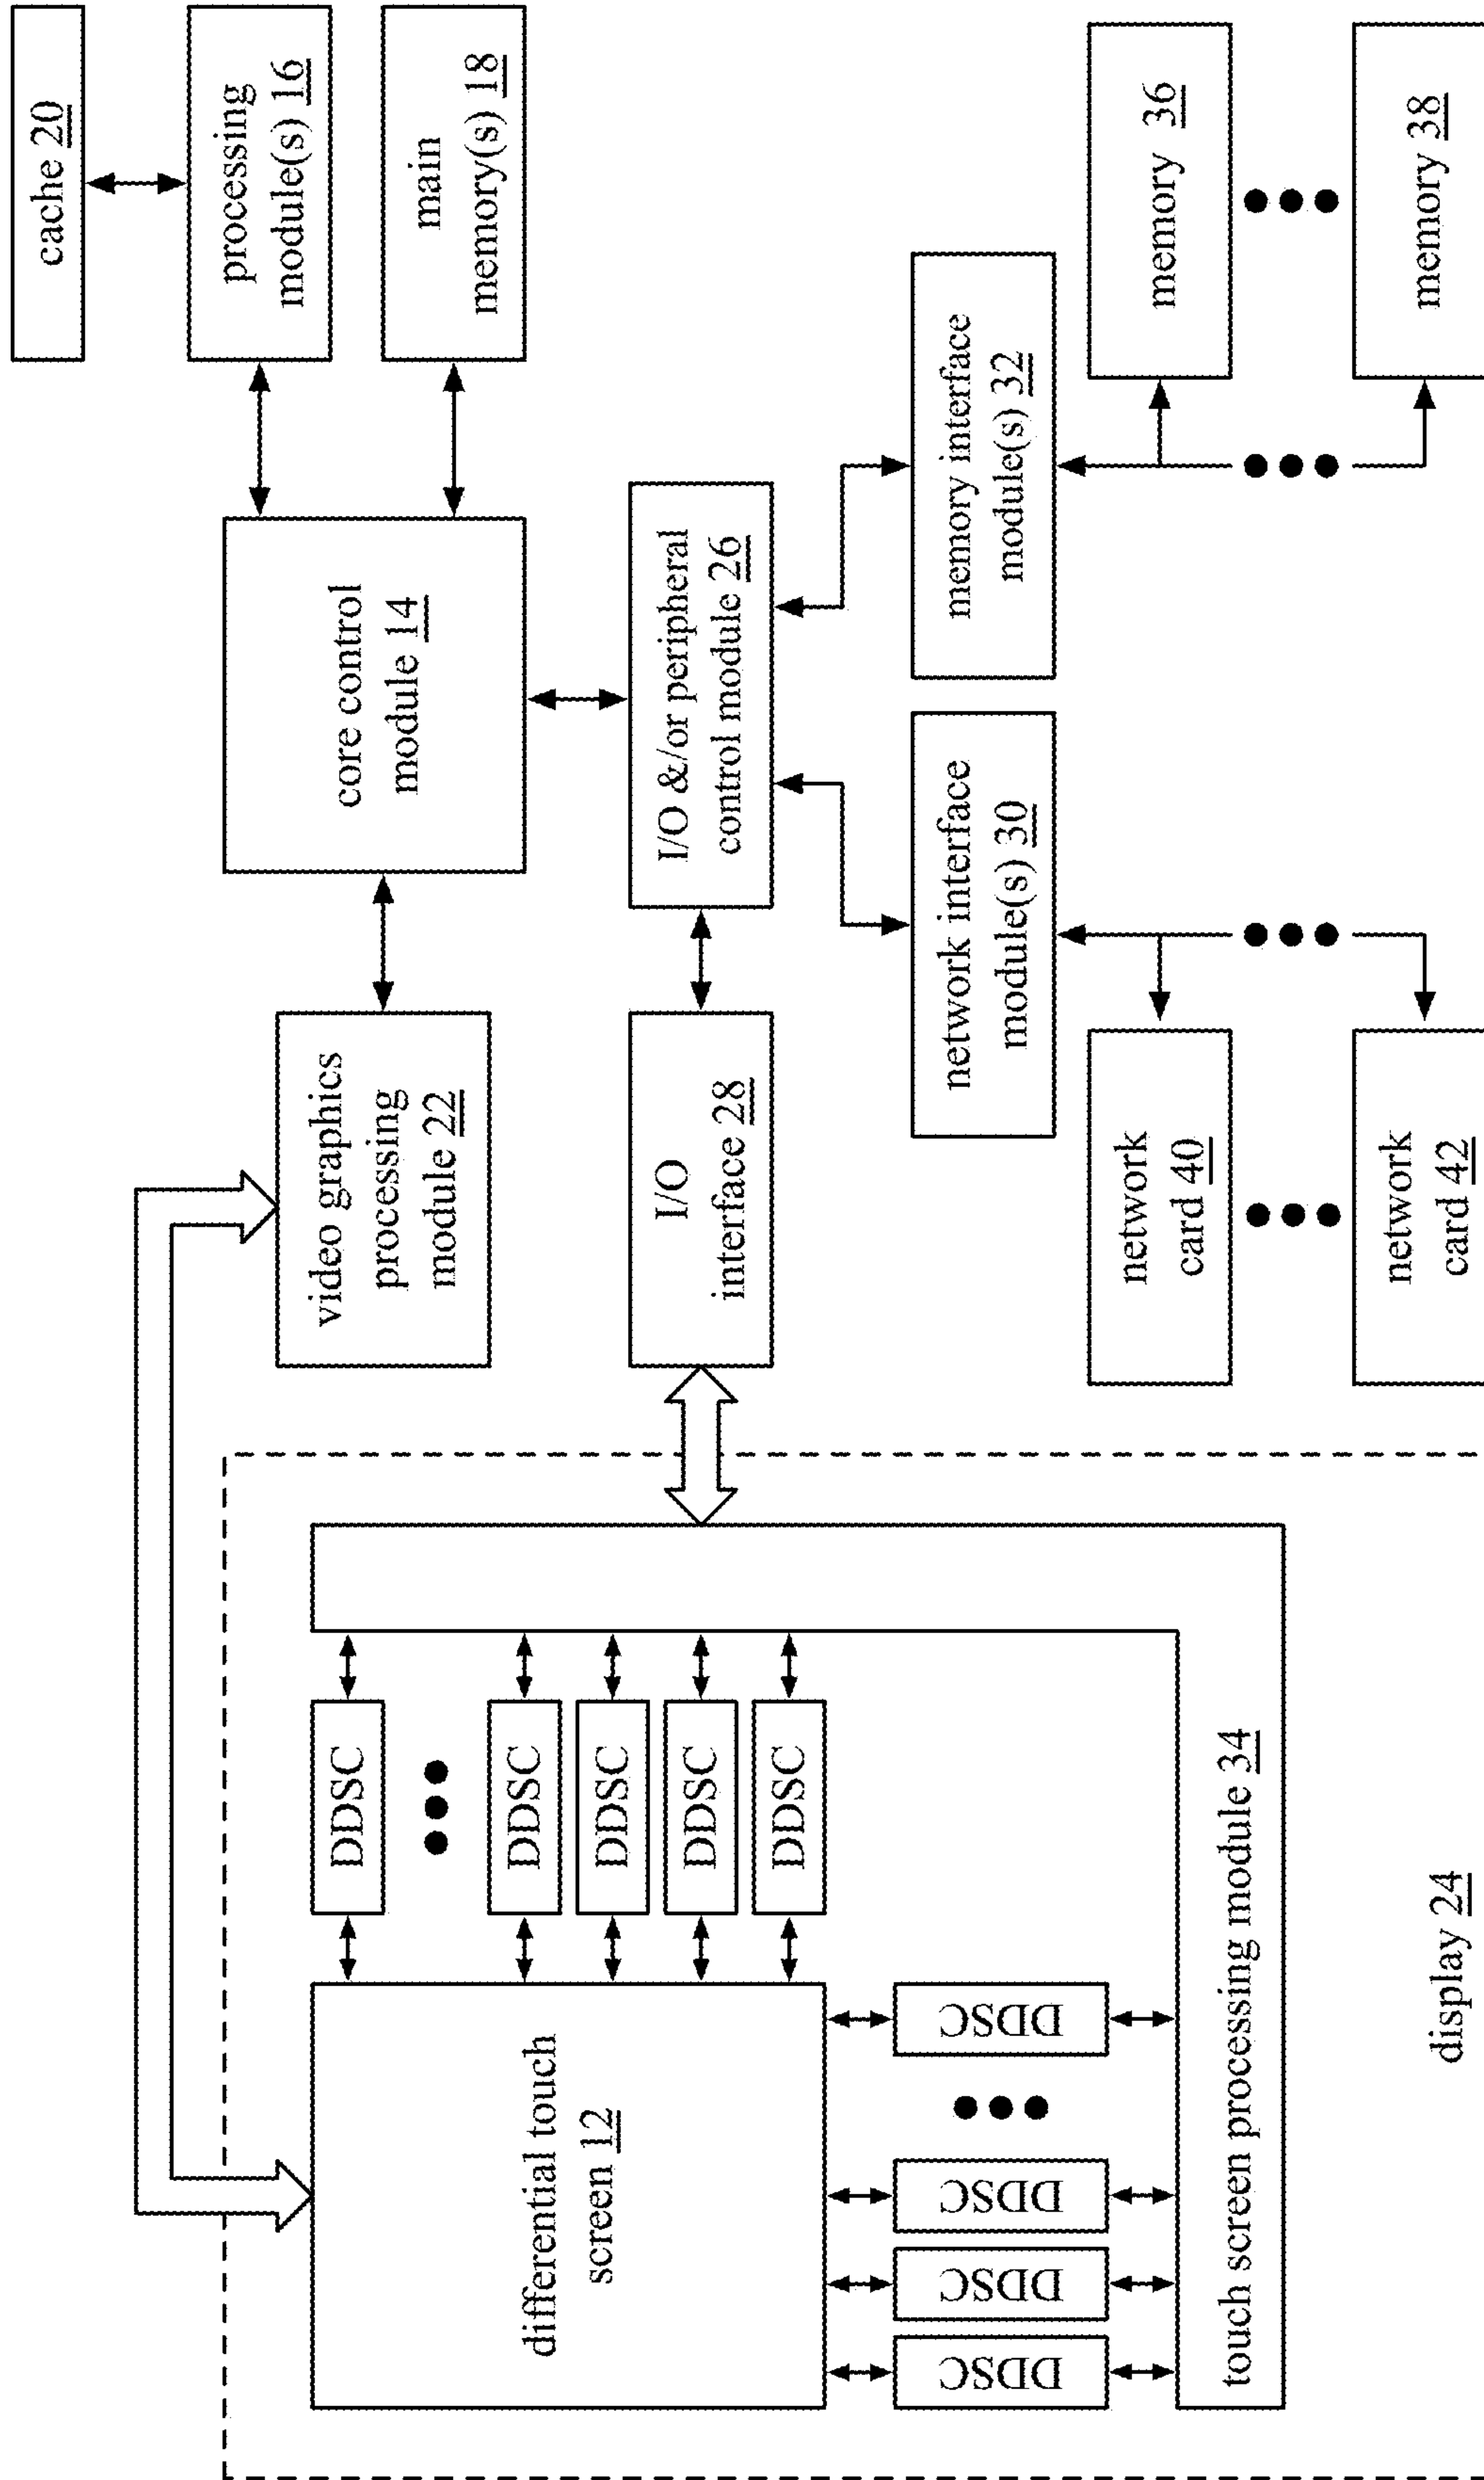 cache 20
processing
module(s) 16
main
memory(s) 18
core control
module 14
video graphics
processing
module 22
I/O &/or peripheral
control module 26
I/O
interface 28
memory interface
module(s) 32
network interface
module(s) 30
memory 36
memory 38
network
card 40
network
card 42
differential touch
screen 12
DDSC
DDSC
DDSC
DDSC
DDSC
DDSC
DDSC
DDSC
DDSC
touch screen processing module 34
display 24